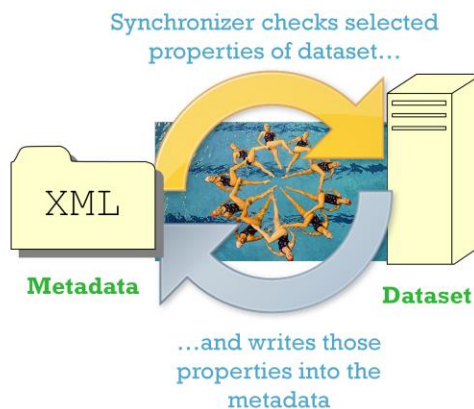 Synchronizer checks selected
properties of dataset...
XML
Metadata
Dataset
...and writes those
properties into the
metadata